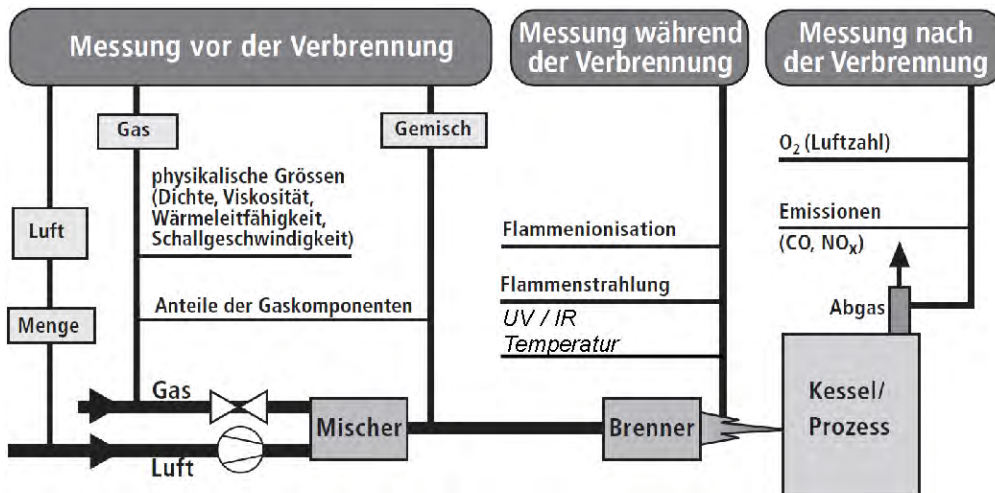 Messung vor der Verbrennung
Messung während
der Verbrennung
Messung nach
der Verbrennung
Gas
Gemisch
O₂ (Luftzahl)
physikalische Grössen
(Dichte, Viskosität,
Wärmeleitfähigkeit,
Schallgeschwindigkeit)
Luft
Flammenionisation
Emissionen
(CO, NOₓ)
Flammenstrahlung
Anteile der Gaskomponenten
Menge
UV / IR
Temperatur
Abgas
Gas
Mischer
Brenner
Kessel/
Prozess
Luft